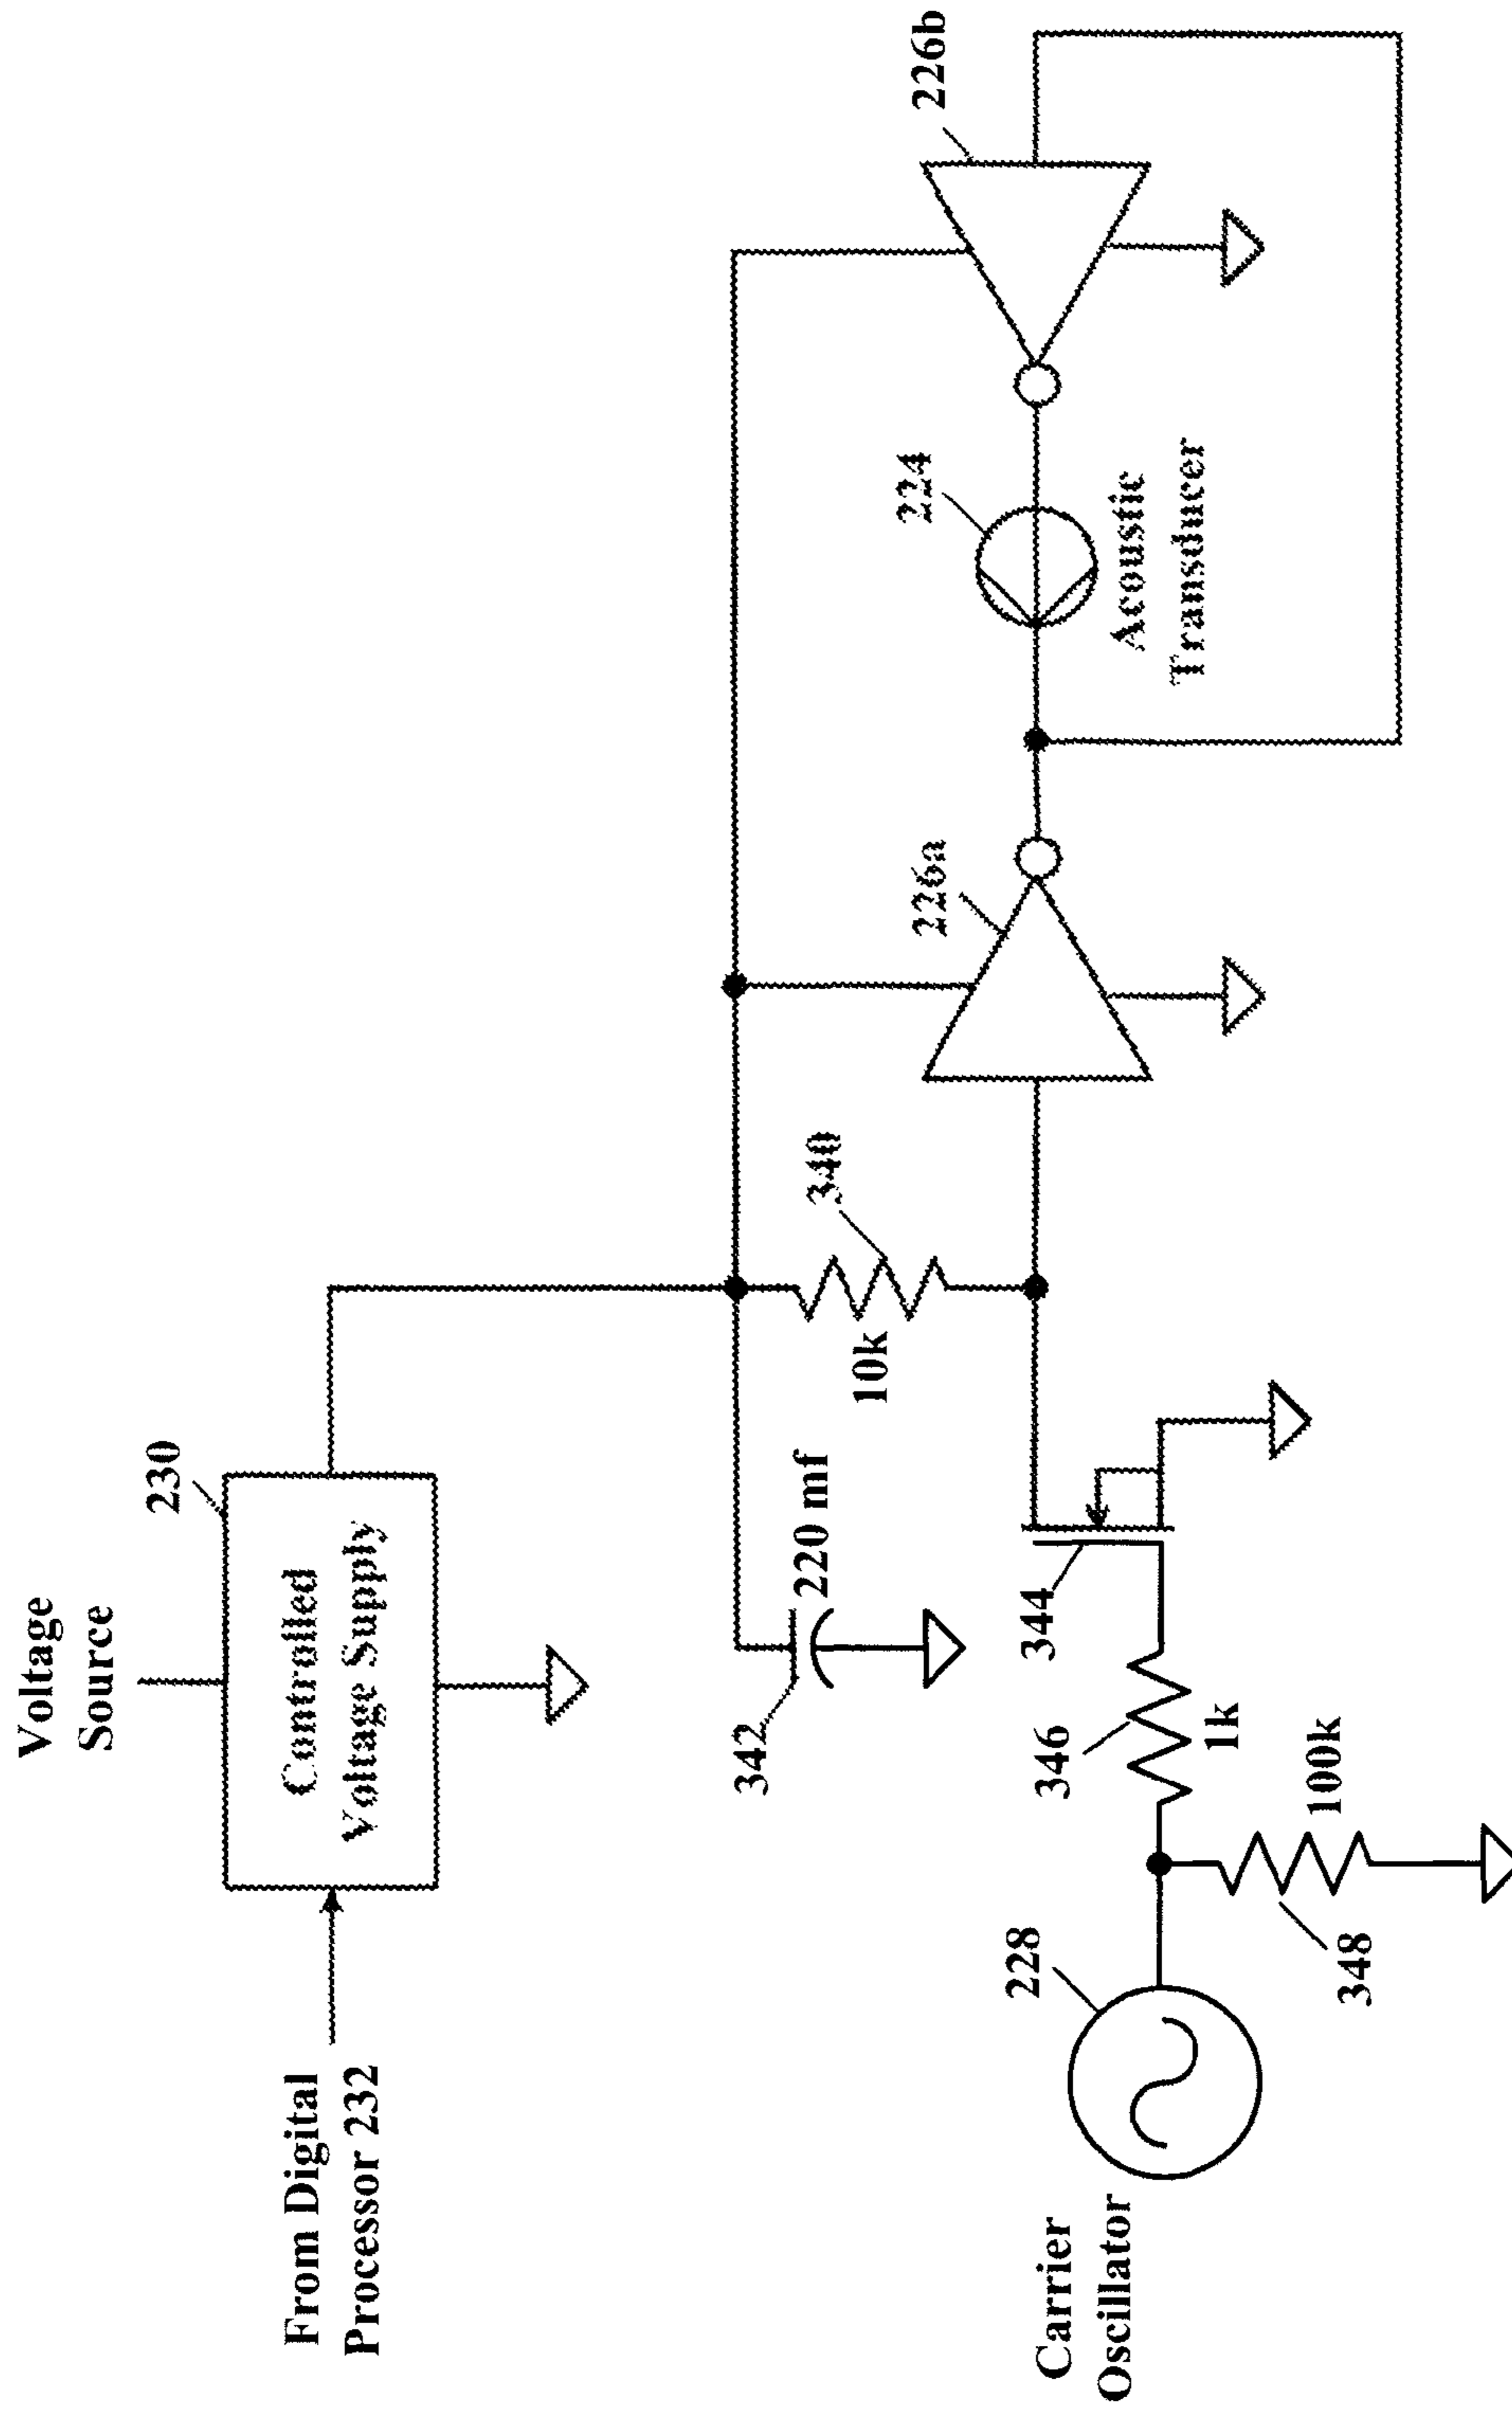 Voltage
Source
230
Controlled
Voltage Supply
From Digital
Processor 232
342
220 mf
10k
340
226a
224
226b
Acoustic
Transducer
344
346
1k
228
100k
348
Carrier
Oscillator